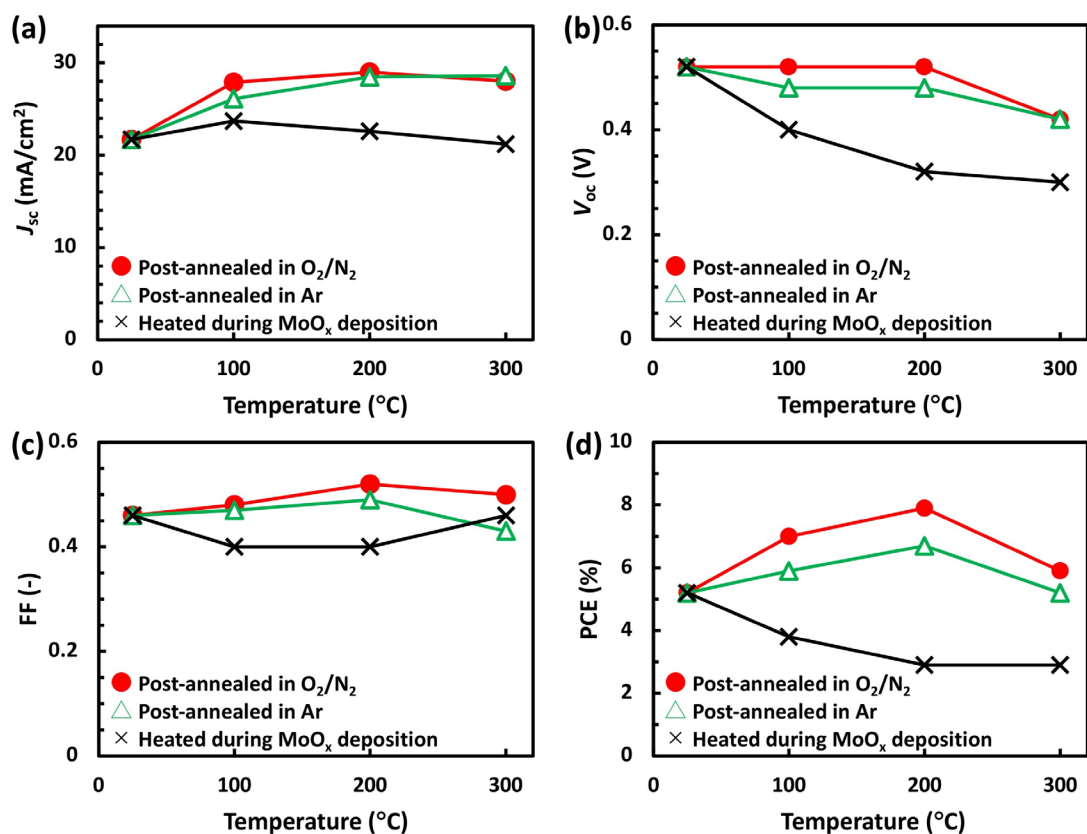 (a)
30
20
10
0
J_sc (mA/cm²)
Post-annealed in O₂/N₂
Post-annealed in Ar
Heated during MoOₓ deposition
0 100 200 300
Temperature (°C)
(b)
0.6
0.4
0.2
0
V_oc (V)
Post-annealed in O₂/N₂
Post-annealed in Ar
Heated during MoOₓ deposition
0 100 200 300
Temperature (°C)
(c)
0.6
0.4
0.2
0
FF (-)
Post-annealed in O₂/N₂
Post-annealed in Ar
Heated during MoOₓ deposition
0 100 200 300
Temperature (°C)
(d)
10
8
6
4
2
0
PCE (%)
Post-annealed in O₂/N₂
Post-annealed in Ar
Heated during MoOₓ deposition
0 100 200 300
Temperature (°C)